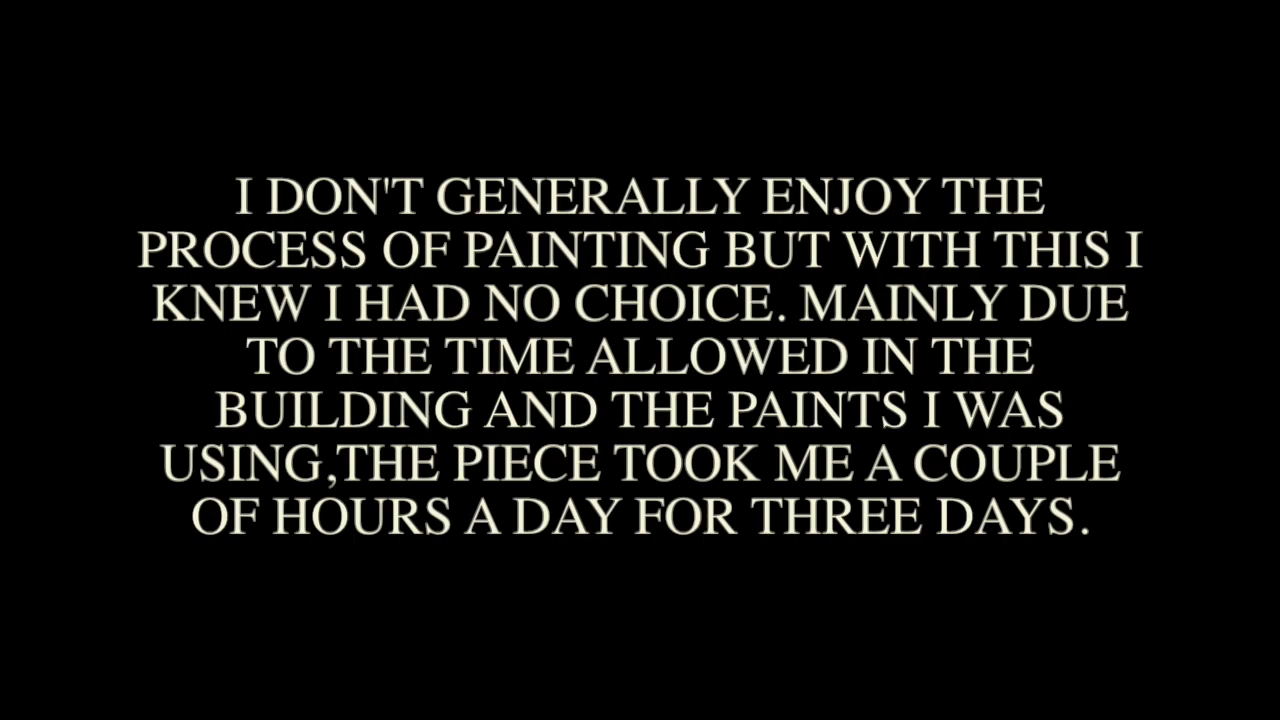 I DON'T GENERALLY ENJOY THE
PROCESS OF PAINTING BUT WITH THIS I
KNEW I HAD NO CHOICE. MAINLY DUE
TO THE TIME ALLOWED IN THE
BUILDING AND THE PAINTS I WAS
USING,THE PIECE TOOK ME A COUPLE
OF HOURS A DAY FOR THREE DAYS.